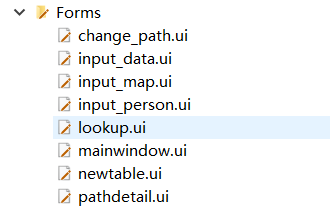 Forms
change_path.ui
input_data.ui
input_map.ui
input_person.ui
lookup.ui
mainwindow.ui
newtable.ui
pathdetail.ui